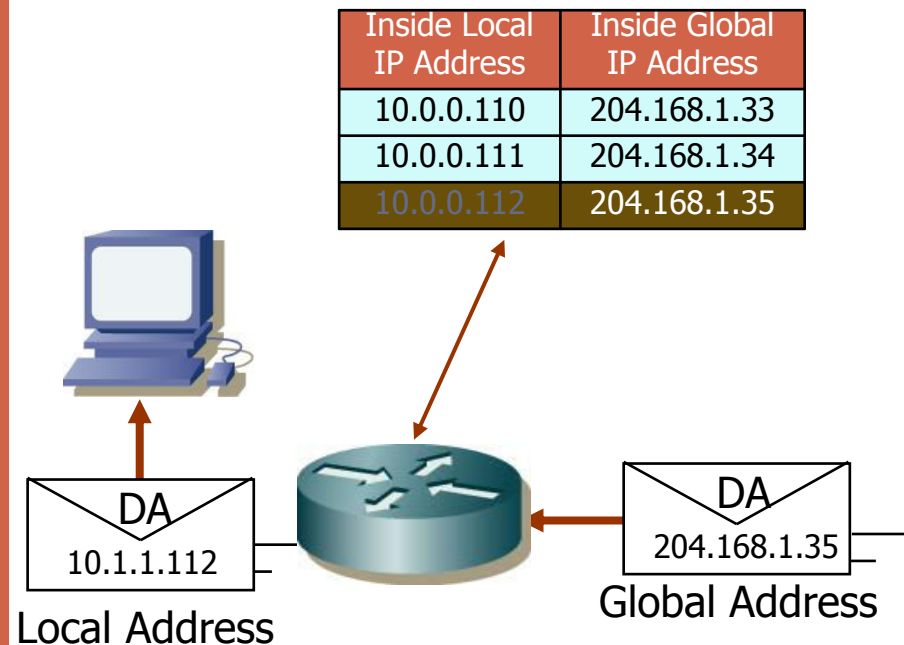 Inside Local Inside Global
IP Address IP Address
10.0.0.110 204.168.1.33
10.0.0.111 204.168.1.34
10.0.0.112 204.168.1.35
DA
10.1.1.112
Local Address
DA
204.168.1.35
Global Address